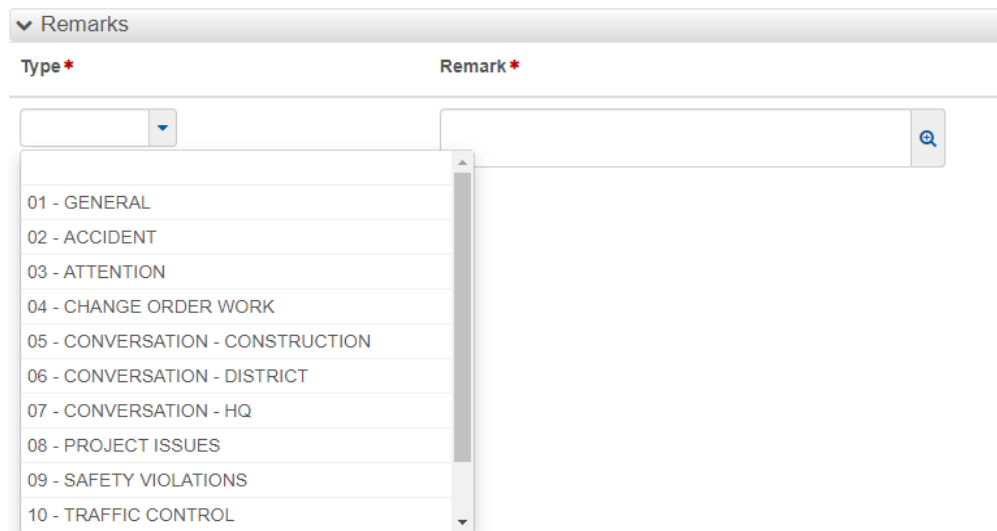 Remarks
Type* Remark*
01 - GENERAL
02 - ACCIDENT
03 - ATTENTION
04 - CHANGE ORDER WORK
05 - CONVERSATION - CONSTRUCTION
06 - CONVERSATION - DISTRICT
07 - CONVERSATION - HQ
08 - PROJECT ISSUES
09 - SAFETY VIOLATIONS
10 - TRAFFIC CONTROL